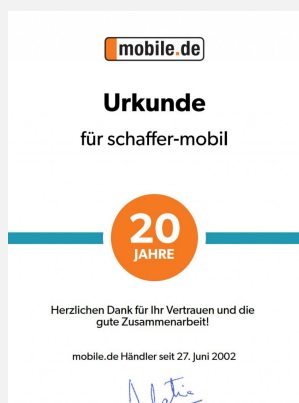 mobile.de
Urkunde
für schaffer-mobil
20
JAHRE
Herzlichen Dank für Ihr Vertrauen und die
gute Zusammenarbeit!
mobile.de Händler seit 27. Juni 2002